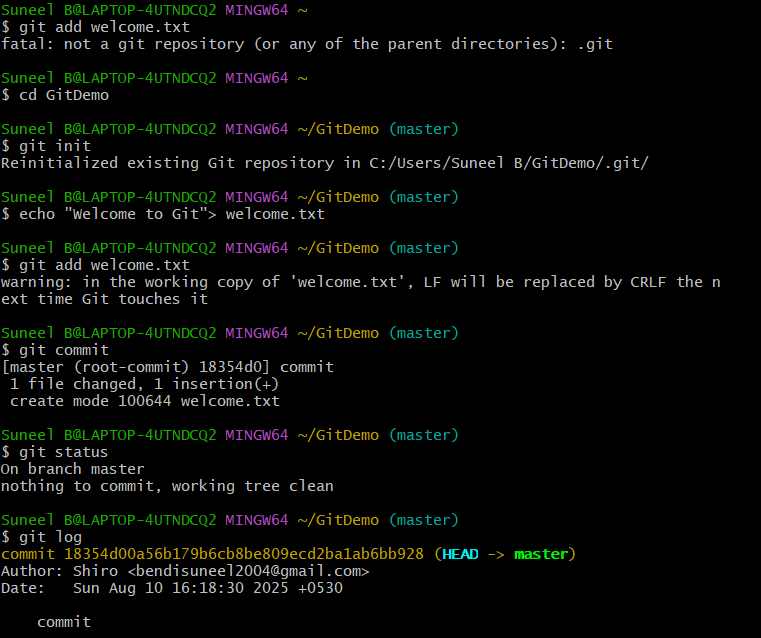 Suneel B@LAPTOP-4UTNDCQ2 MINGW64 ~
$ git add welcome.txt
fatal: not a git repository (or any of the parent directories): .git

Suneel B@LAPTOP-4UTNDCQ2 MINGW64 ~
$ cd GitDemo

Suneel B@LAPTOP-4UTNDCQ2 MINGW64 ~/GitDemo (master)
$ git init
Reinitialized existing Git repository in C:/Users/Suneel B/GitDemo/.git/

Suneel B@LAPTOP-4UTNDCQ2 MINGW64 ~/GitDemo (master)
$ echo "Welcome to Git"> welcome.txt

Suneel B@LAPTOP-4UTNDCQ2 MINGW64 ~/GitDemo (master)
$ git add welcome.txt
warning: in the working copy of 'welcome.txt', LF will be replaced by CRLF the n
ext time Git touches it

Suneel B@LAPTOP-4UTNDCQ2 MINGW64 ~/GitDemo (master)
$ git commit
[master (root-commit) 18354d0] commit
 1 file changed, 1 insertion(+)
 create mode 100644 welcome.txt

Suneel B@LAPTOP-4UTNDCQ2 MINGW64 ~/GitDemo (master)
$ git status
On branch master
nothing to commit, working tree clean

Suneel B@LAPTOP-4UTNDCQ2 MINGW64 ~/GitDemo (master)
$ git log
commit 18354d00a56b179b6cb8be809ecd2ba1ab6bb928 (HEAD -> master)
Author: Shiro <bendisuneel2004@gmail.com>
Date:   Sun Aug 10 16:18:30 2025 +0530

    commit